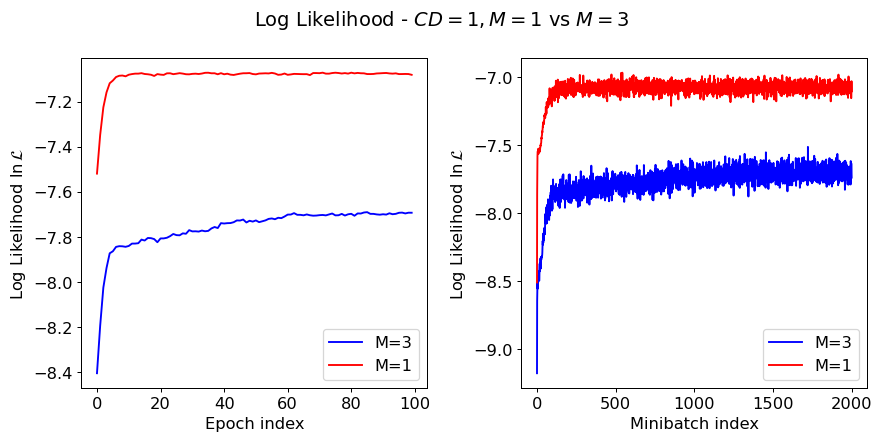 Log Likelihood - CD = 1, M = 1 vs M = 3
Log Likelihood ln ℒ
−7.2
−7.4
−7.6
−7.8
−8.0
−8.2
−8.4
0 20 40 60 80 100
Epoch index
M=3
M=1
Log Likelihood ln ℒ
−7.0
−7.5
−8.0
−8.5
−9.0
0 500 1000 1500 2000
Minibatch index
M=3
M=1